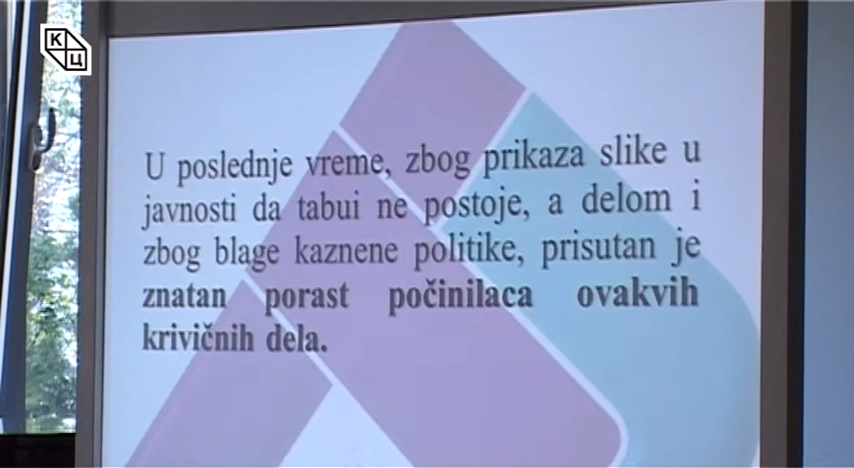 КЦ
U poslednje vreme, zbog prikaza slike u
javnosti da tabui ne postoje, a delom i
zbog blage kaznene politike, prisutan je
znatan porast počinilaca ovakvih
krivičnih dela.